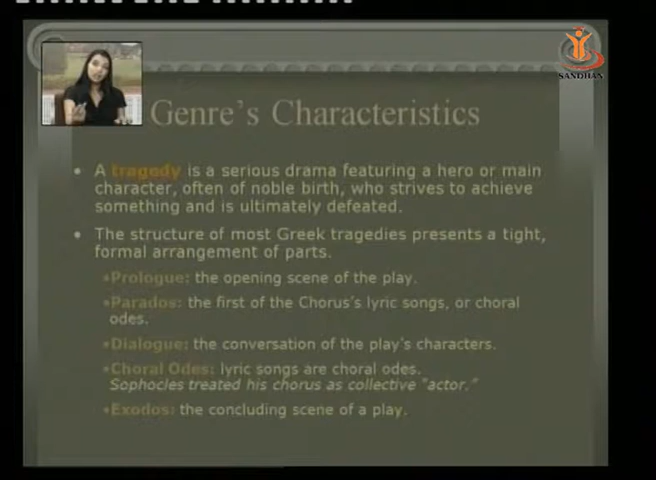 SANDHAN
Genre's Characteristics
• A tragedy is a serious drama featuring a hero or main
character, often of noble birth, who strives to achieve
something and is ultimately defeated.
• The structure of most Greek tragedies presents a tight,
formal arrangement of parts.
•Prologue: the opening scene of the play.
•Parados: the first of the Chorus's lyric songs, or choral
odes.
•Dialogue: the conversation of the play's characters.
•Choral Odes: lyric songs are choral odes.
Sophocles treated his chorus as collective "actor."
•Exodos: the concluding scene of a play.